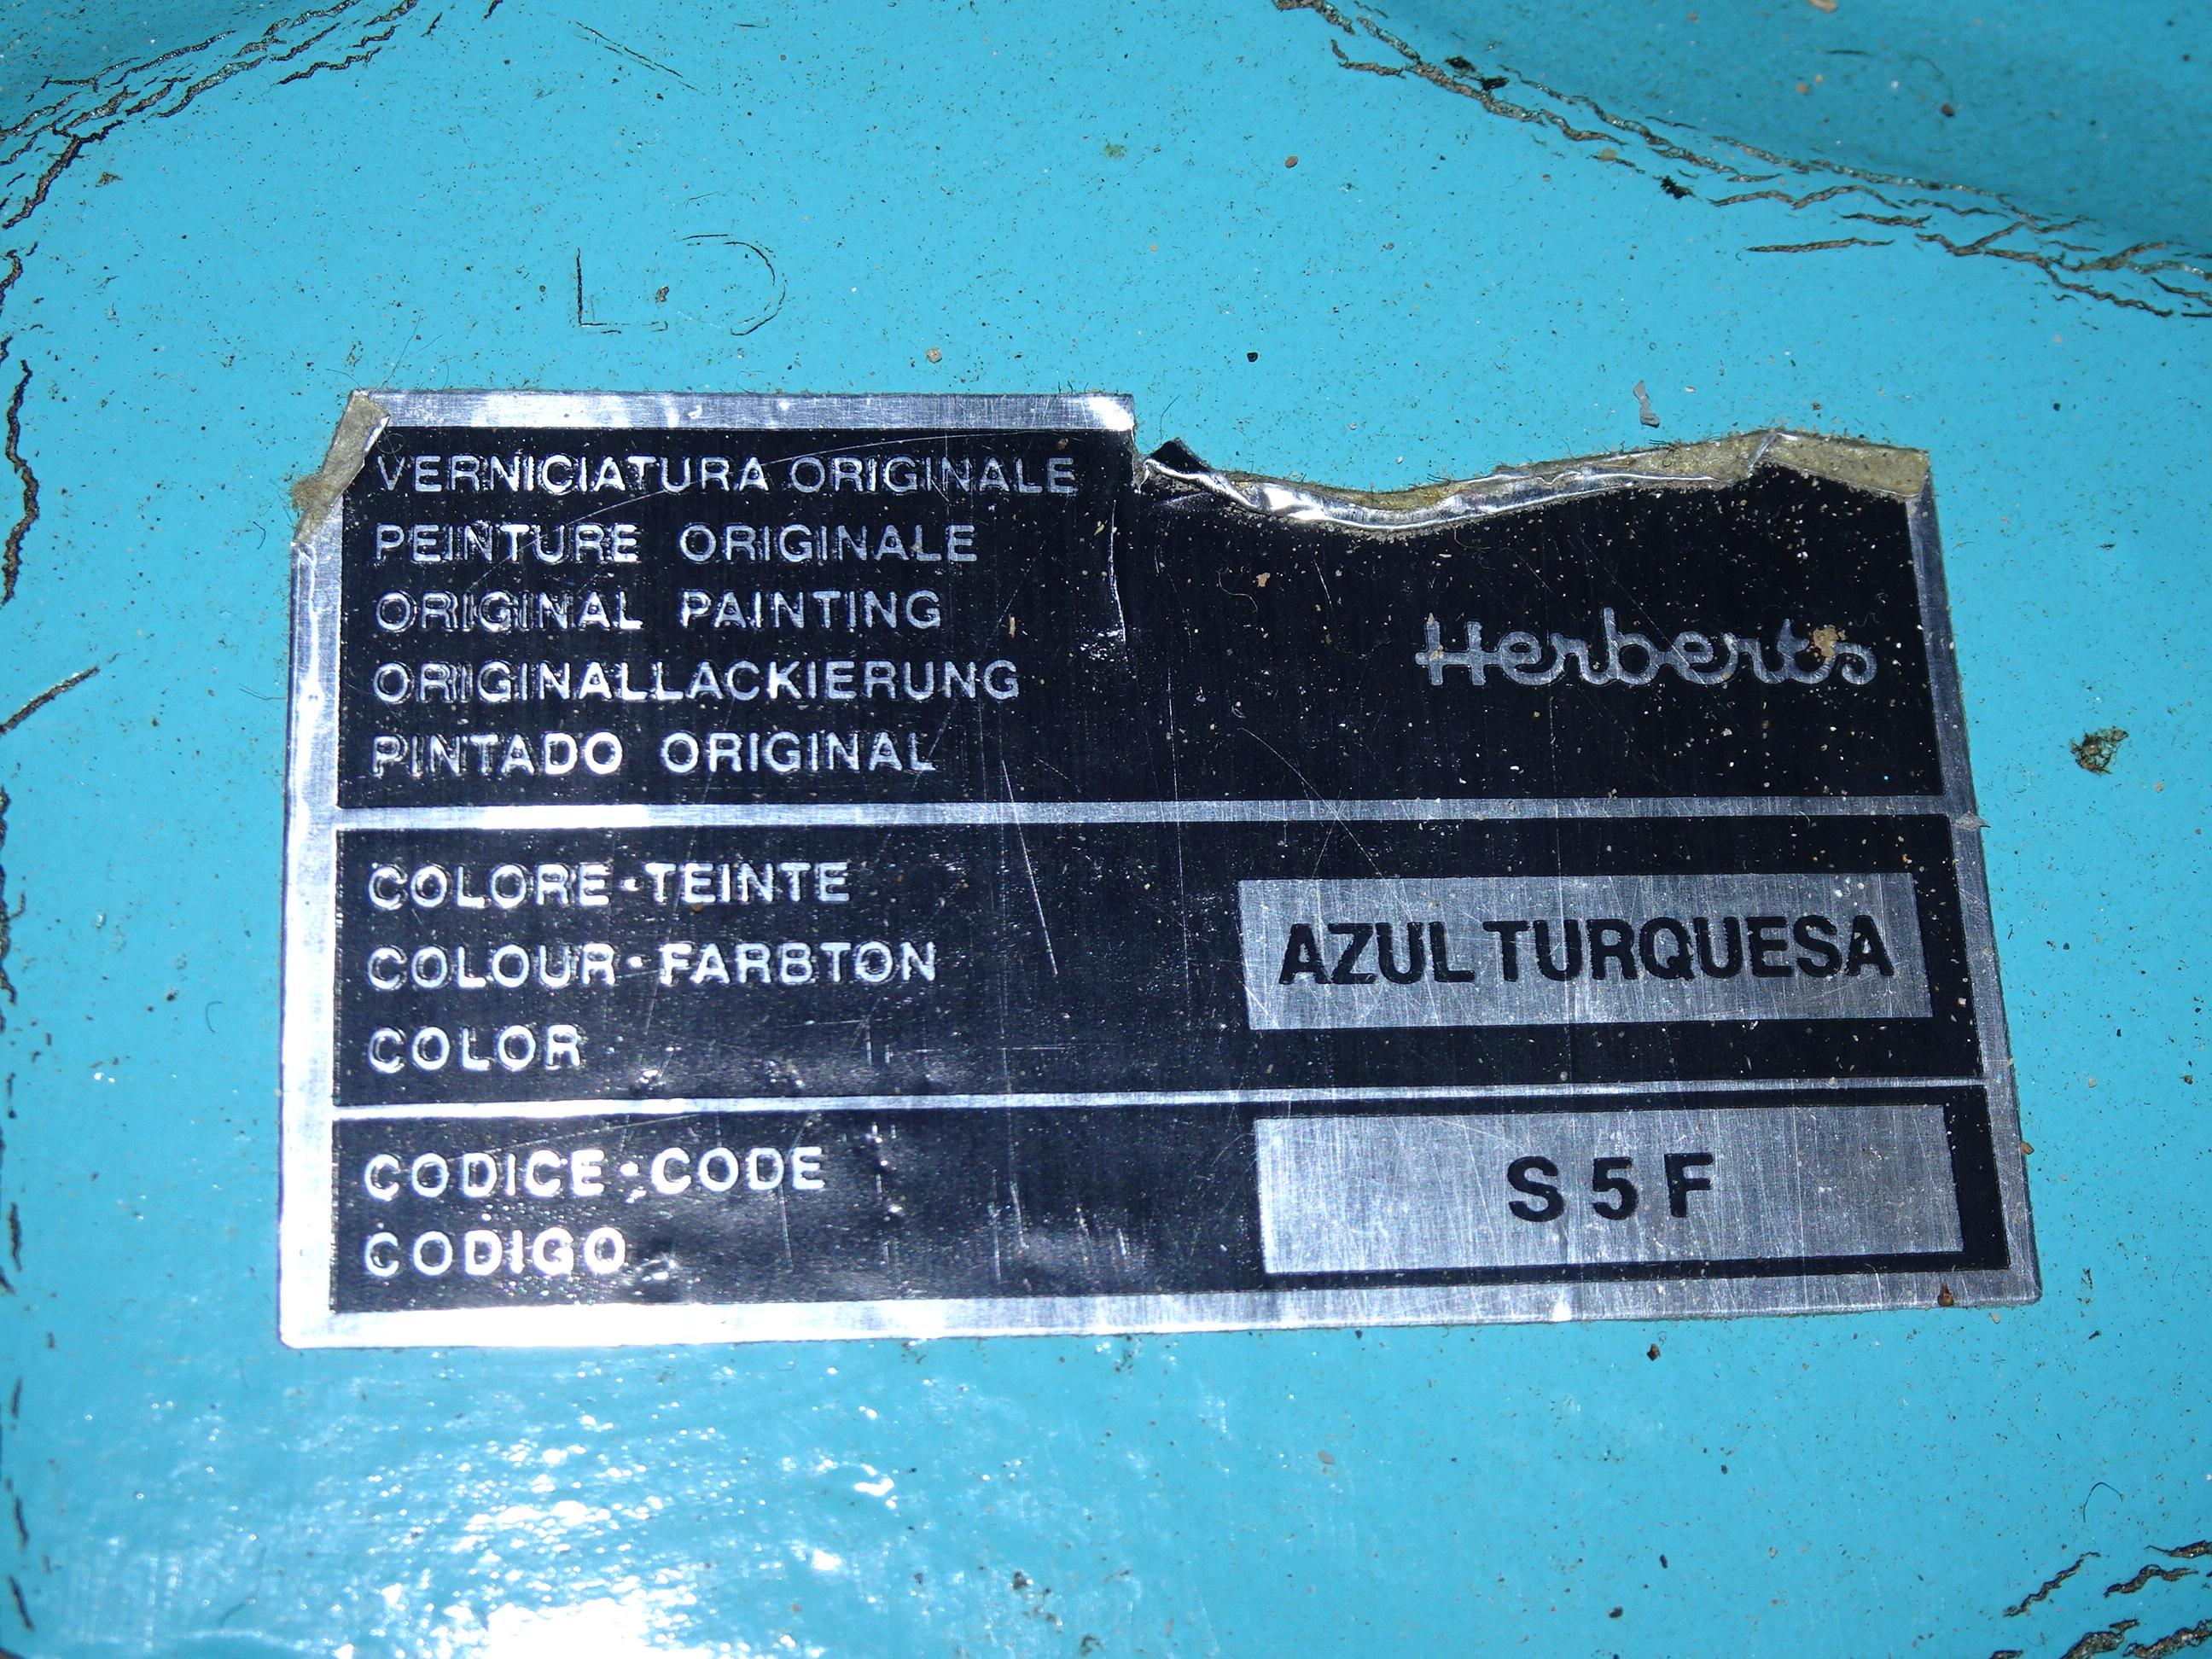 VERNICIATURA ORIGINALE
PEINTURE ORIGINALE
ORIGINAL PAINTING
ORIGINALLACKIERUNG
PINTADO ORIGINAL
Herberts
COLORE·TEINTE
COLOUR·FARBTON
COLOR
AZUL TURQUESA
CODICE·CODE
CODIGO
S 5 F